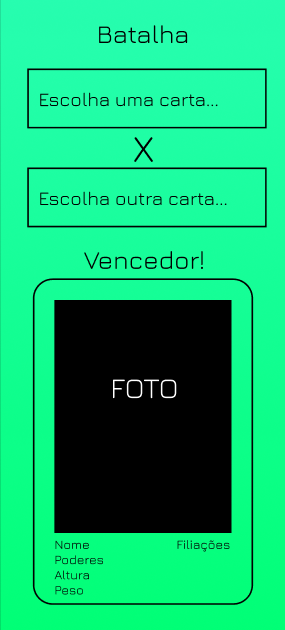 Batalha
Escolha uma carta...
X
Escolha outra carta...
Vencedor!
FOTO
Nome Filiações
Poderes
Altura
Peso